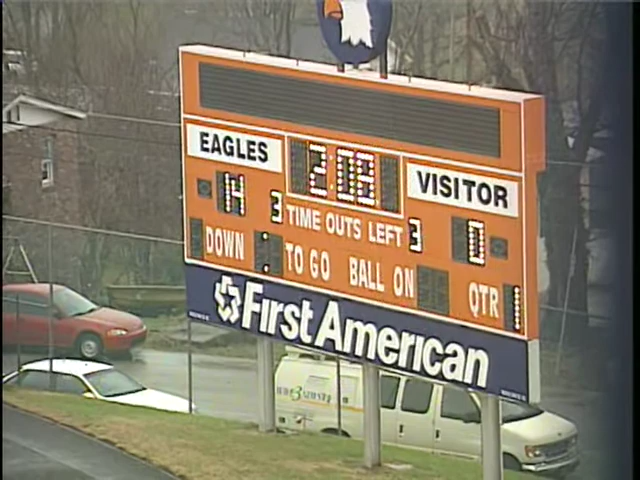 EAGLES 2:08 VISITOR
14 3 TIME OUTS LEFT 3 0
DOWN TO GO BALL ON QTR 1
First American